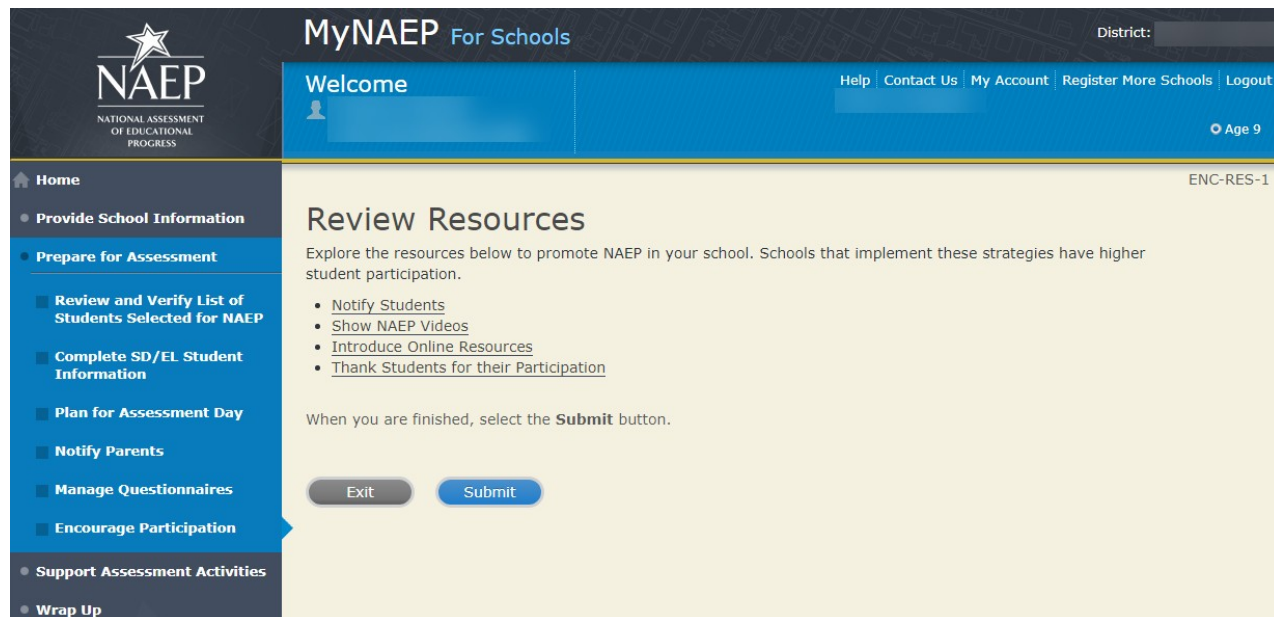 NAEP
NATIONAL ASSESSMENT
OF EDUCATIONAL
PROGRESS
MyNAEP For Schools
District:
Welcome
Help Contact Us My Account Register More Schools Logout
Age 9
Home
Provide School Information
Prepare for Assessment
Review and Verify List of
Students Selected for NAEP
Complete SD/EL Student
Information
Plan for Assessment Day
Notify Parents
Manage Questionnaires
Encourage Participation
Support Assessment Activities
Wrap Up
ENC-RES-1
Review Resources
Explore the resources below to promote NAEP in your school. Schools that implement these strategies have higher
student participation.
• Notify Students
• Show NAEP Videos
• Introduce Online Resources
• Thank Students for their Participation
When you are finished, select the Submit button.
Exit Submit